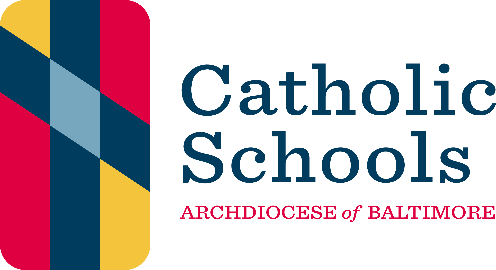 Catholic
Schools
ARCHDIOCESE of BALTIMORE